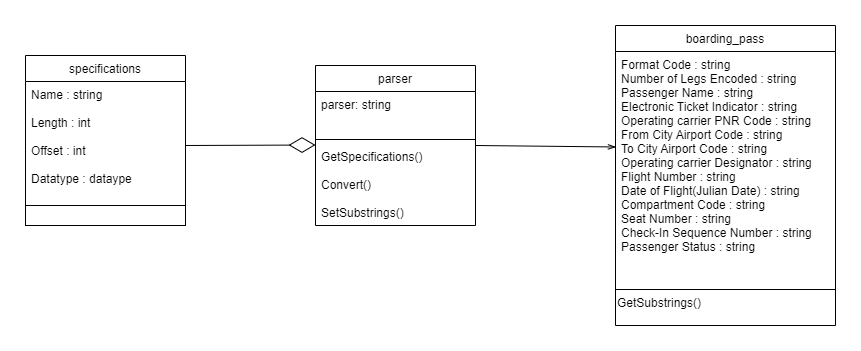 specifications
Name : string
Length : int
Offset : int
Datatype : dataype
parser
parser: string
GetSpecifications()
Convert()
SetSubstrings()
boarding_pass
Format Code : string
Number of Legs Encoded : string
Passenger Name : string
Electronic Ticket Indicator : string
Operating carrier PNR Code : string
From City Airport Code : string
To City Airport Code : string
Operating carrier Designator : string
Flight Number : string
Date of Flight(Julian Date) : string
Compartment Code : string
Seat Number : string
Check-In Sequence Number : string
Passenger Status : string
GetSubstrings()